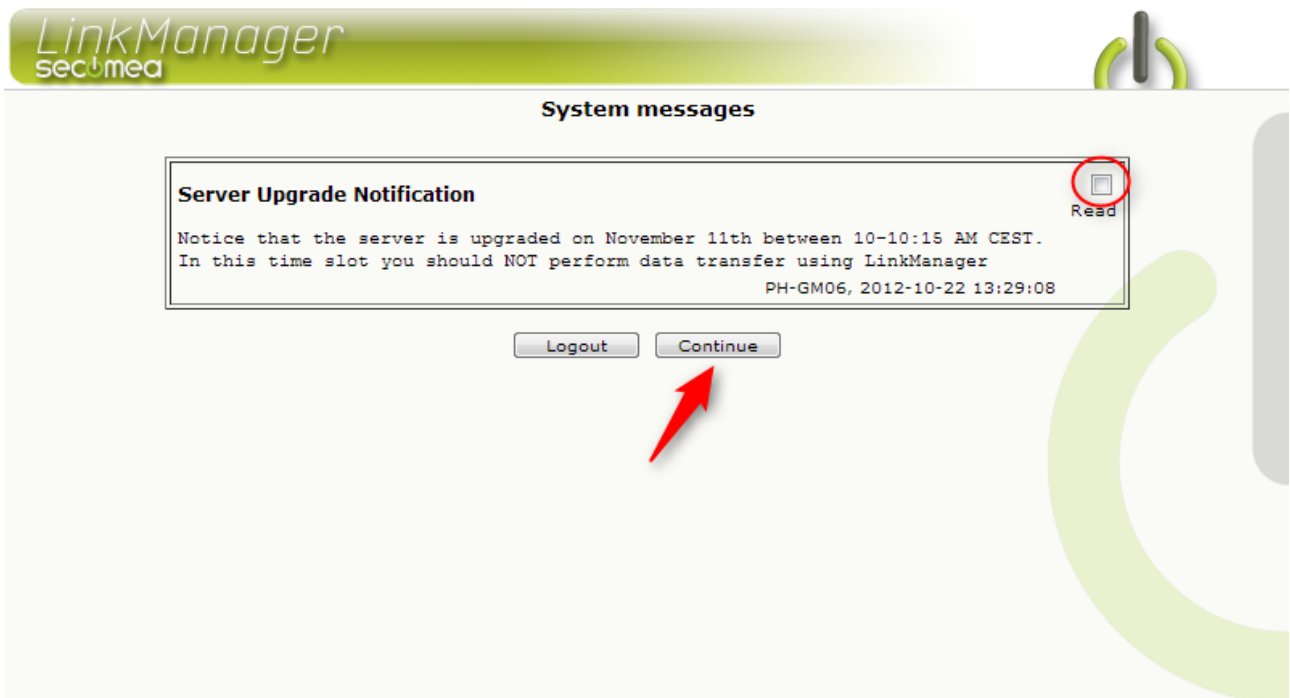 LinkManager
secomea
System messages
Server Upgrade Notification
Read
Notice that the server is upgraded on November 11th between 10-10:15 AM CEST.
In this time slot you should NOT perform data transfer using LinkManager
PH-GM06, 2012-10-22 13:29:08
Logout
Continue